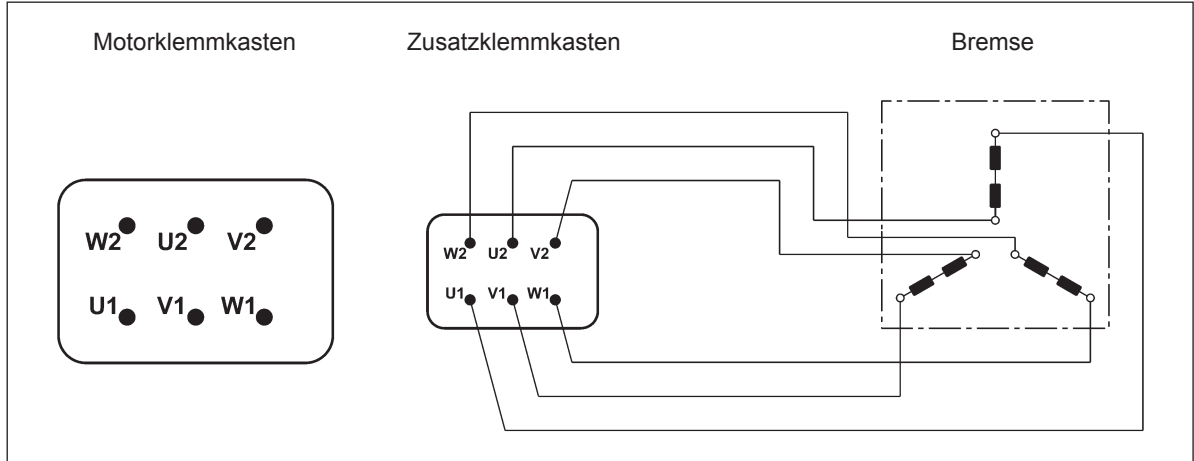 Motorklemmkasten Zusatzklemmkasten Bremse
W2 U2 V2
U1 V1 W1
W2 U2 V2
U1 V1 W1